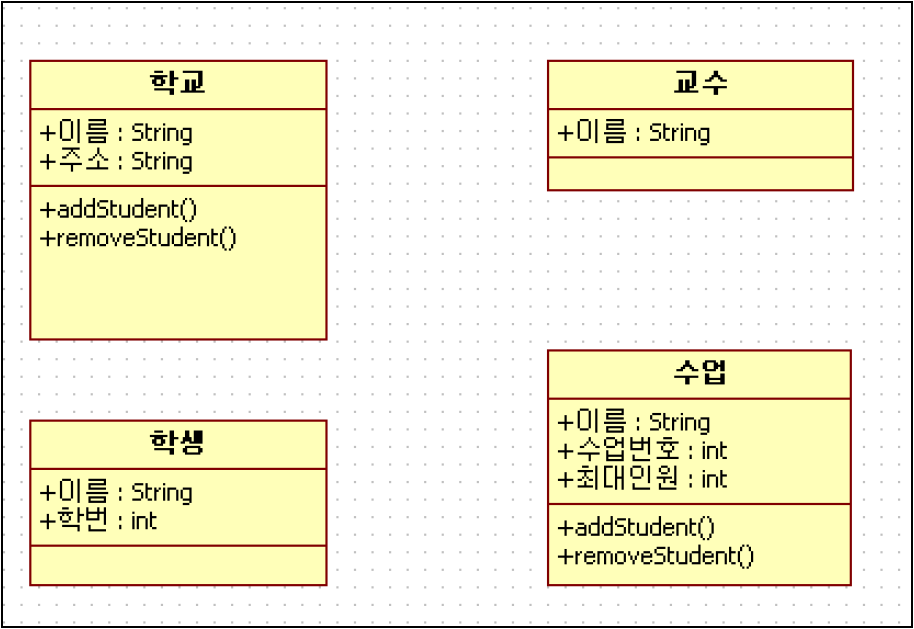 학교
+이름 : String
+주소 : String
+addStudent()
+removeStudent()
교수
+이름 : String
학생
+이름 : String
+학번 : int
수업
+이름 : String
+수업번호 : int
+최대인원 : int
+addStudent()
+removeStudent()